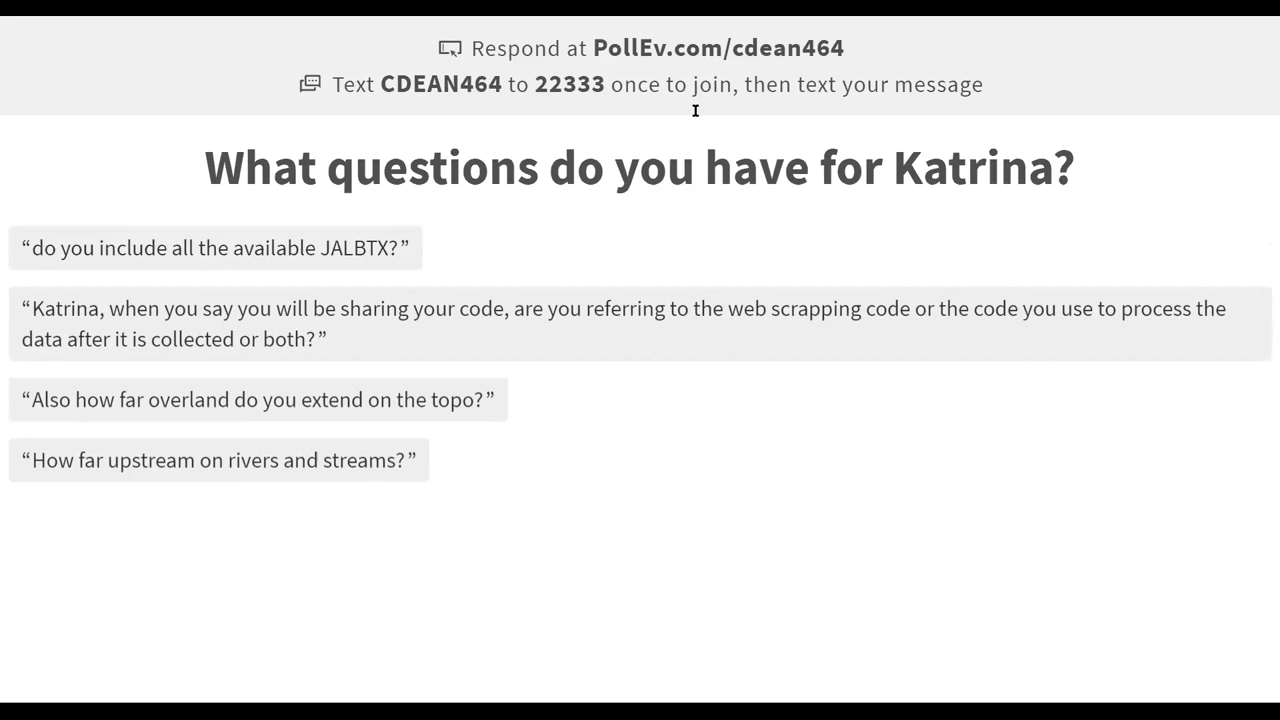 Respond at PollEv.com/cdean464
Text CDEAN464 to 22333 once to join, then text your message
What questions do you have for Katrina?
“do you include all the available JALBTX?”
“Katrina, when you say you will be sharing your code, are you referring to the web scrapping code or the code you use to process the
data after it is collected or both?”
“Also how far overland do you extend on the topo?”
“How far upstream on rivers and streams?”